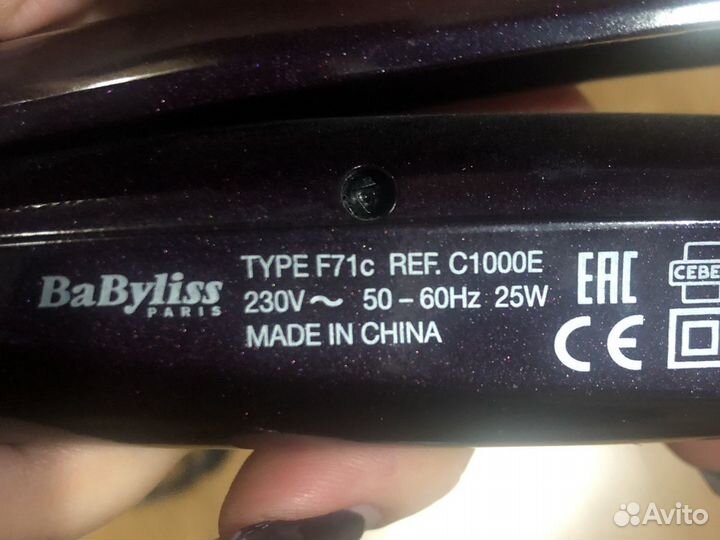 BaByliss
PARIS
TYPE F71c REF. C1000E
230V~ 50 – 60Hz 25W
MADE IN CHINA
EAC
CE
Avito